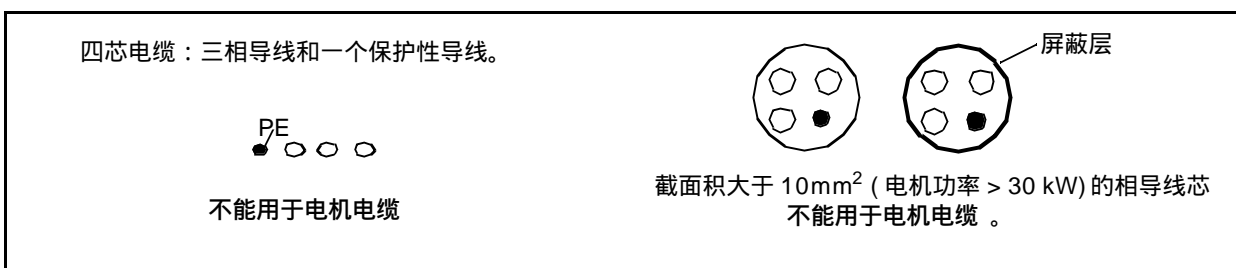 四芯电缆：三相导线和一个保护性导线。
PE
不能用于电机电缆
屏蔽层
截面积大于 10mm² ( 电机功率 > 30 kW) 的相导线芯
不能用于电机电缆 。